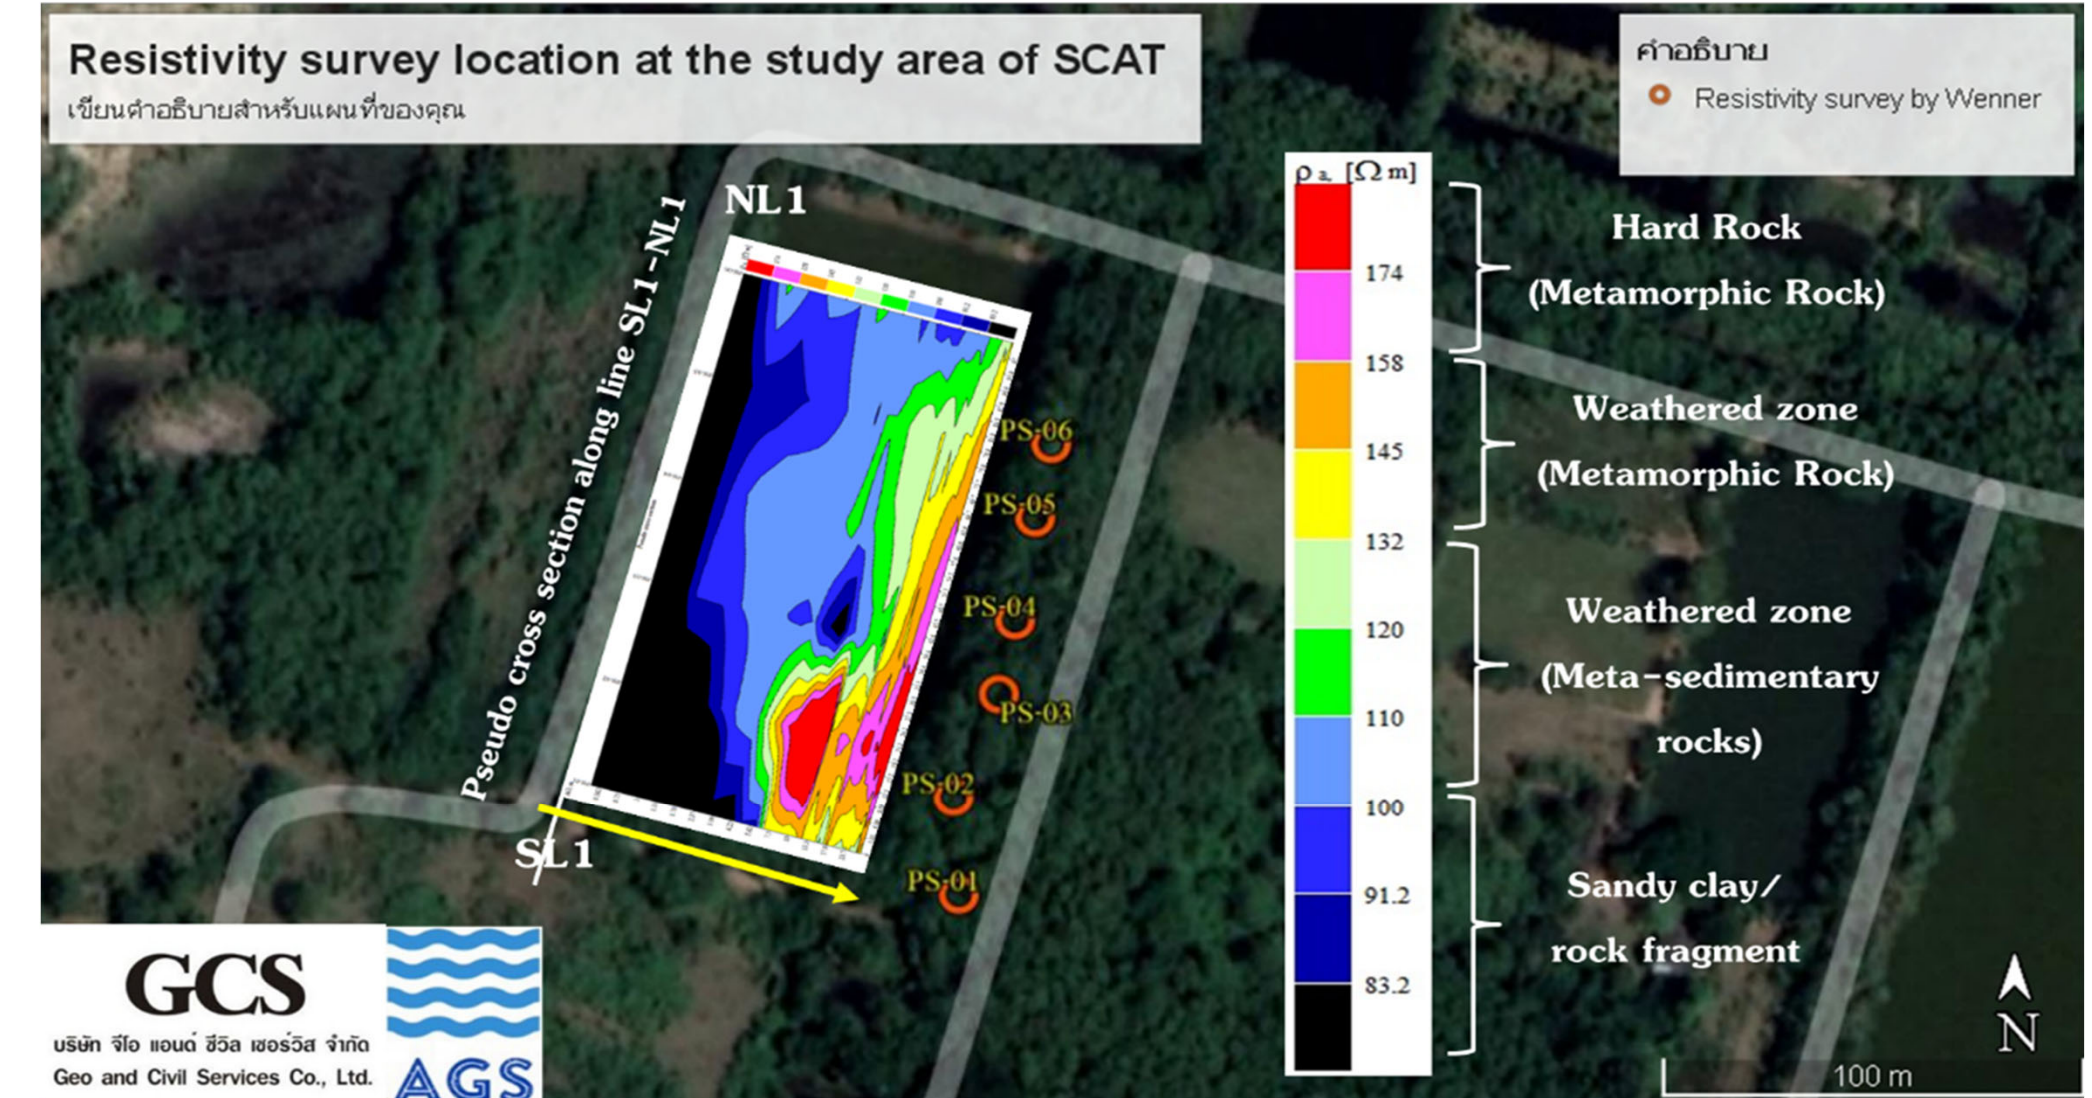 Resistivity survey location at the study area of SCAT
เขียนคำอธิบายสำหรับแผนที่ของคุณ
คำอธิบาย
Resistivity survey by Wenner
NL1
Pseudo cross section along line SL1-NL1
SL1
PS-06
PS-05
PS-04
PS-03
PS-02
PS-01
ρa, [Ωm]
174
158
145
132
120
110
100
91.2
83.2
Hard Rock
(Metamorphic Rock)
Weathered zone
(Metamorphic Rock)
Weathered zone
(Meta-sedimentary
rocks)
Sandy clay/
rock fragment
N
100 m
GCS
บริษัท จีโอ แอนด์ ซีวิล เซอร์วิส จำกัด
Geo and Civil Services Co., Ltd.
AGS